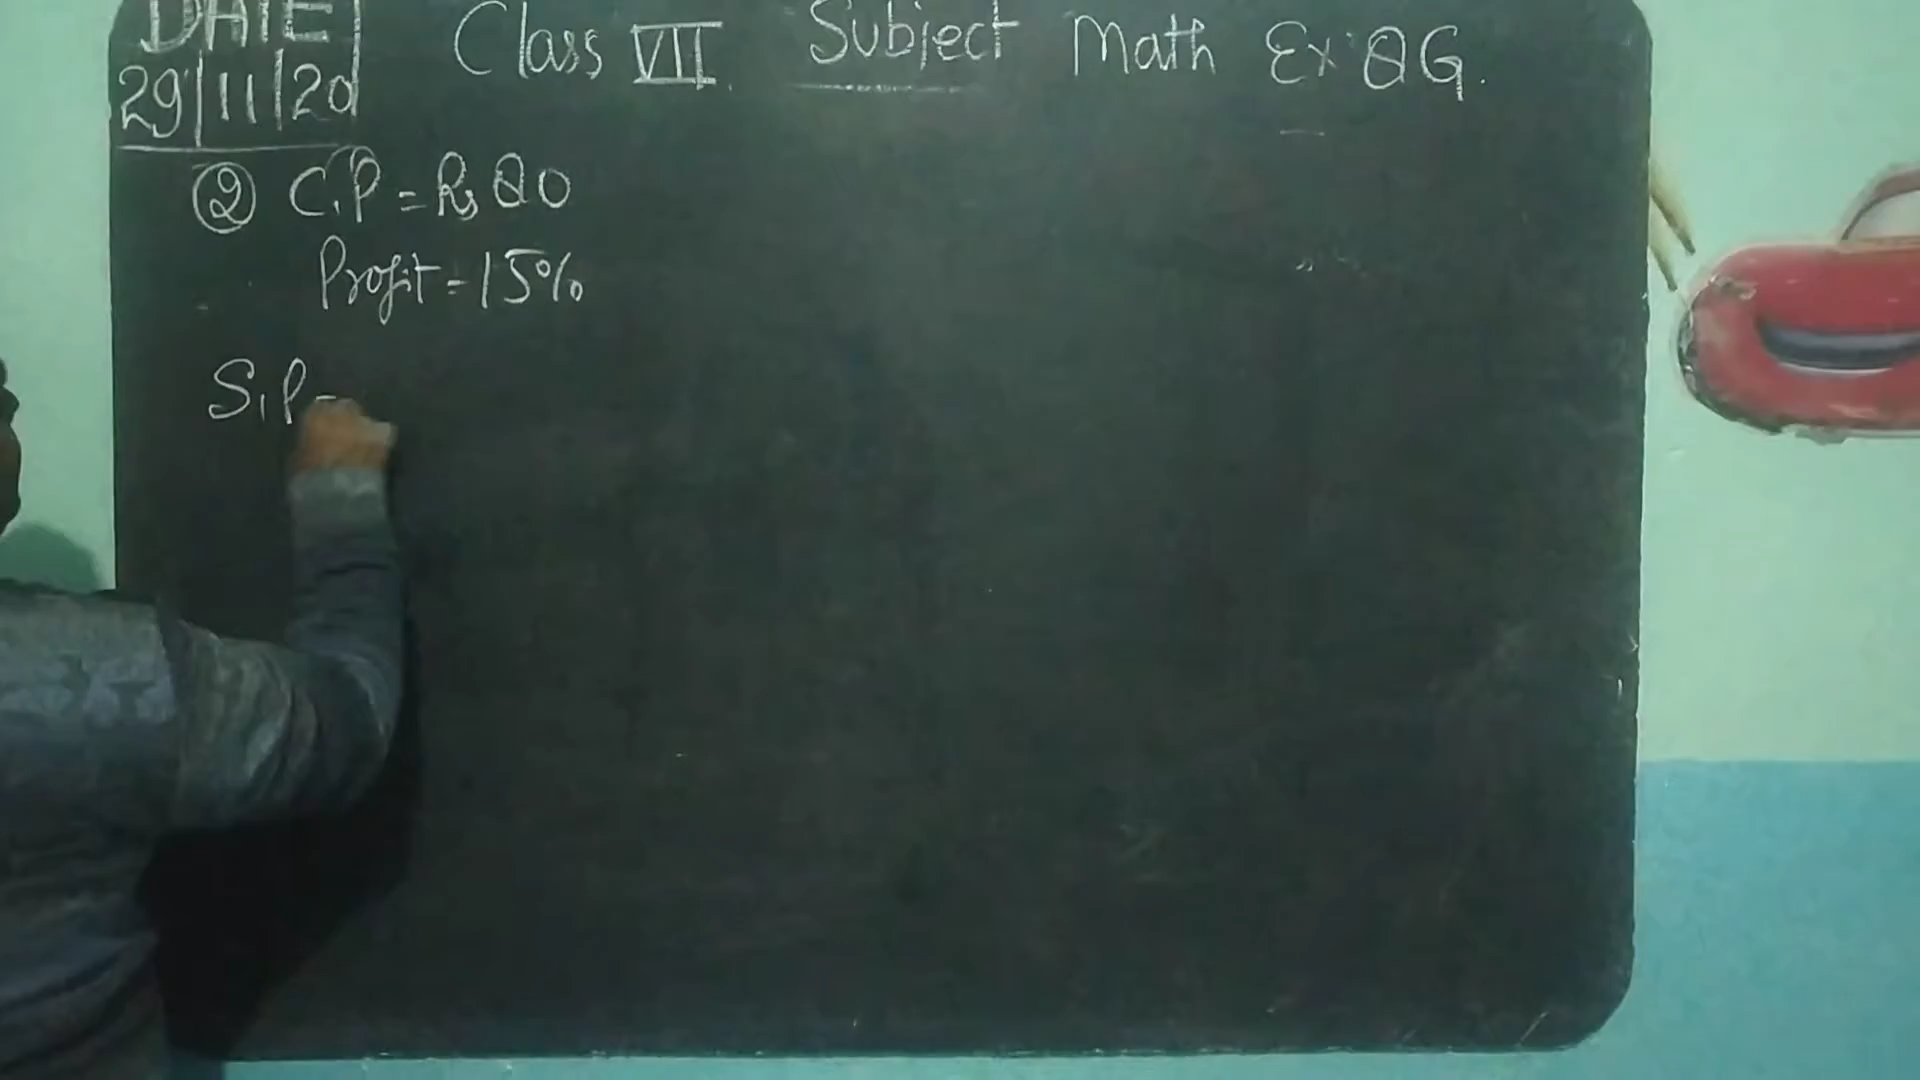 DATE
29/11/20
Class VII Subject Math Ex 8G.
② C.P = Rs 80
Profit = 15%
S.P =